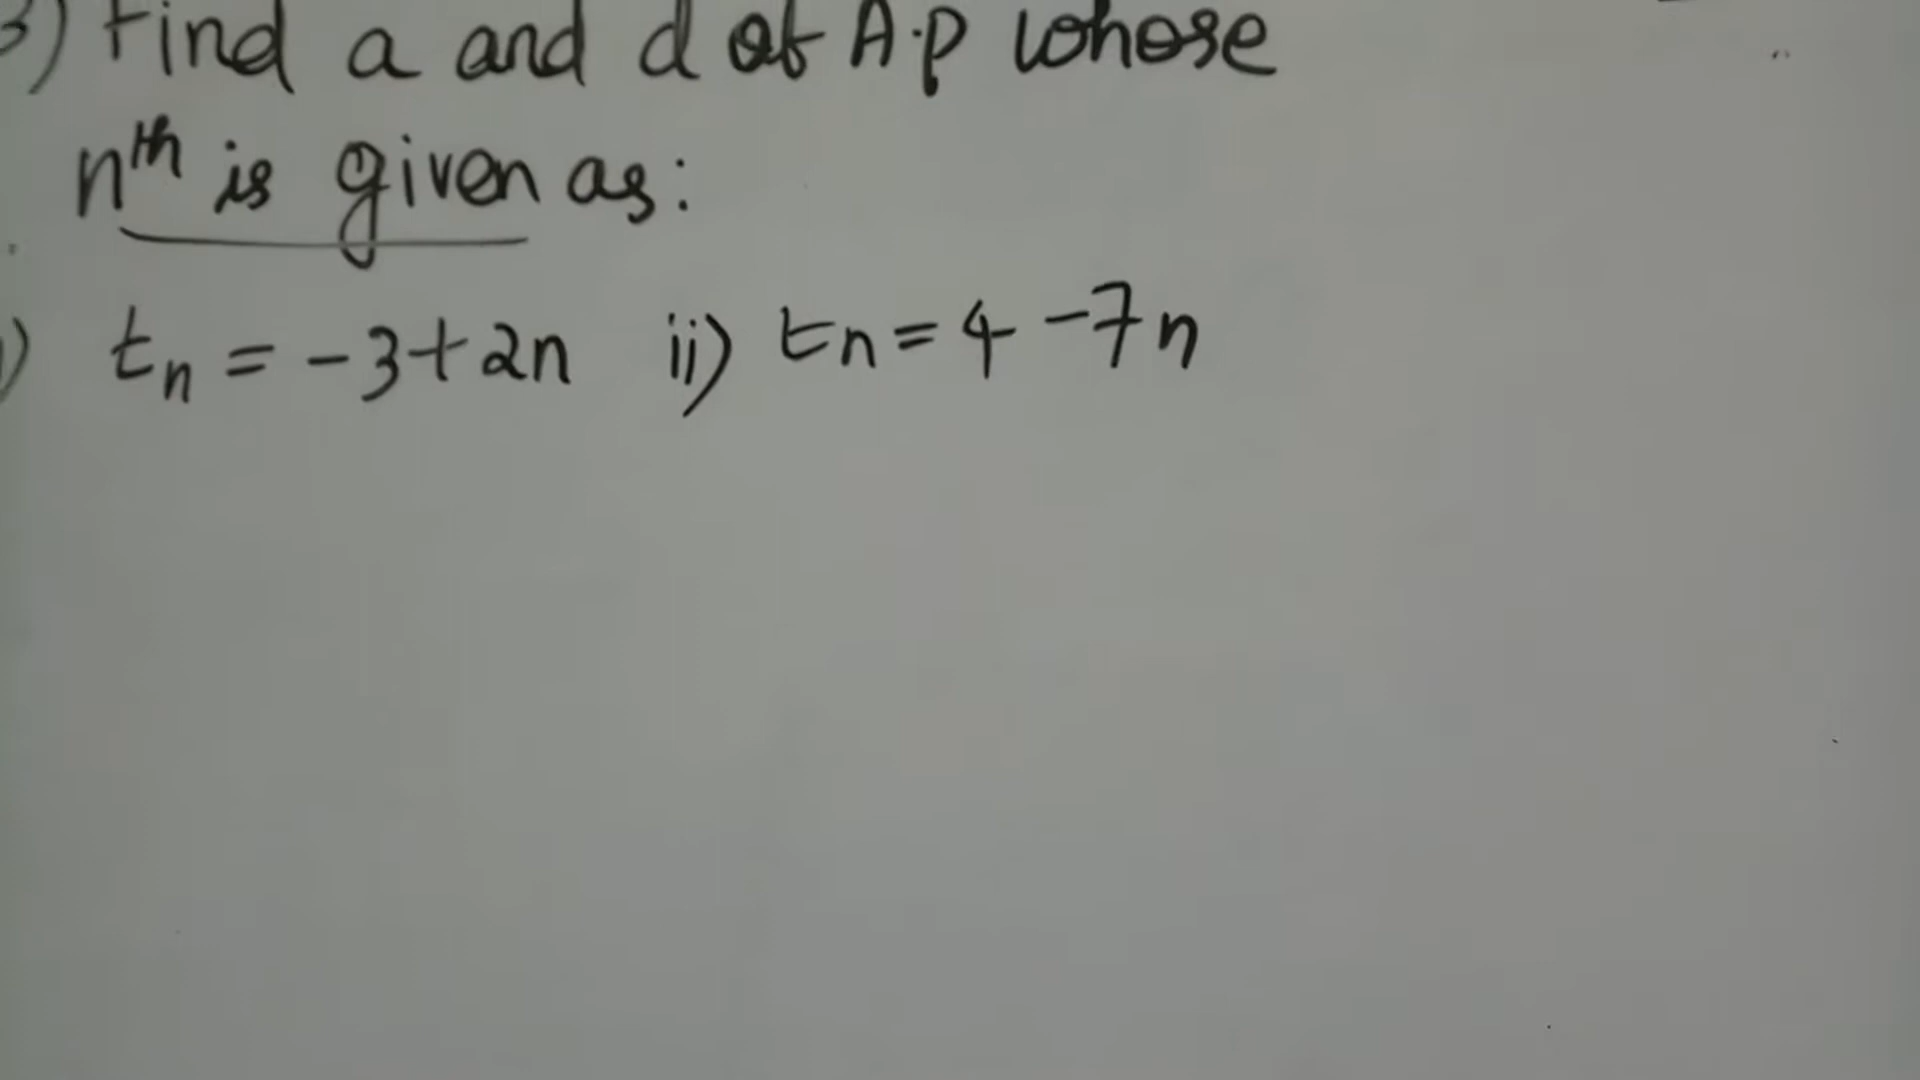 3) Find a and d of A.P whose
nth is given as:
i) tn = -3+2n ii) tn = 4 -7n